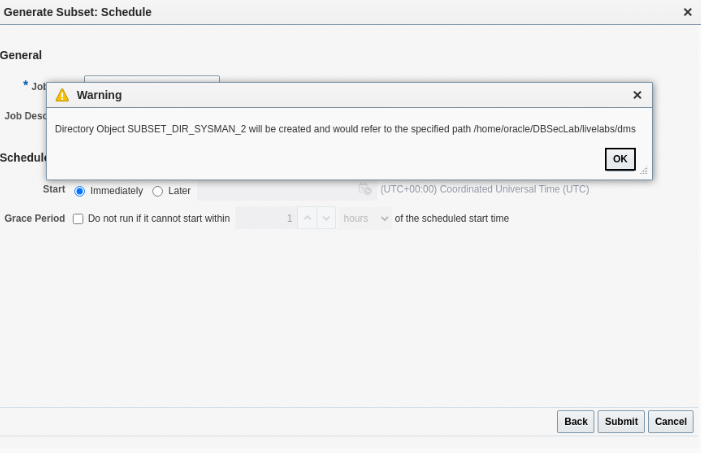 Generate Subset: Schedule
General
* Job
Warning
Job Desc
Directory Object SUBSET_DIR_SYSMAN_2 will be created and would refer to the specified path /home/oracle/DBSecLab/livelabs/dms
OK
Schedule
Start Immediately Later (UTC+00:00) Coordinated Universal Time (UTC)
Grace Period Do not run if it cannot start within 1 hours of the scheduled start time
Back Submit Cancel